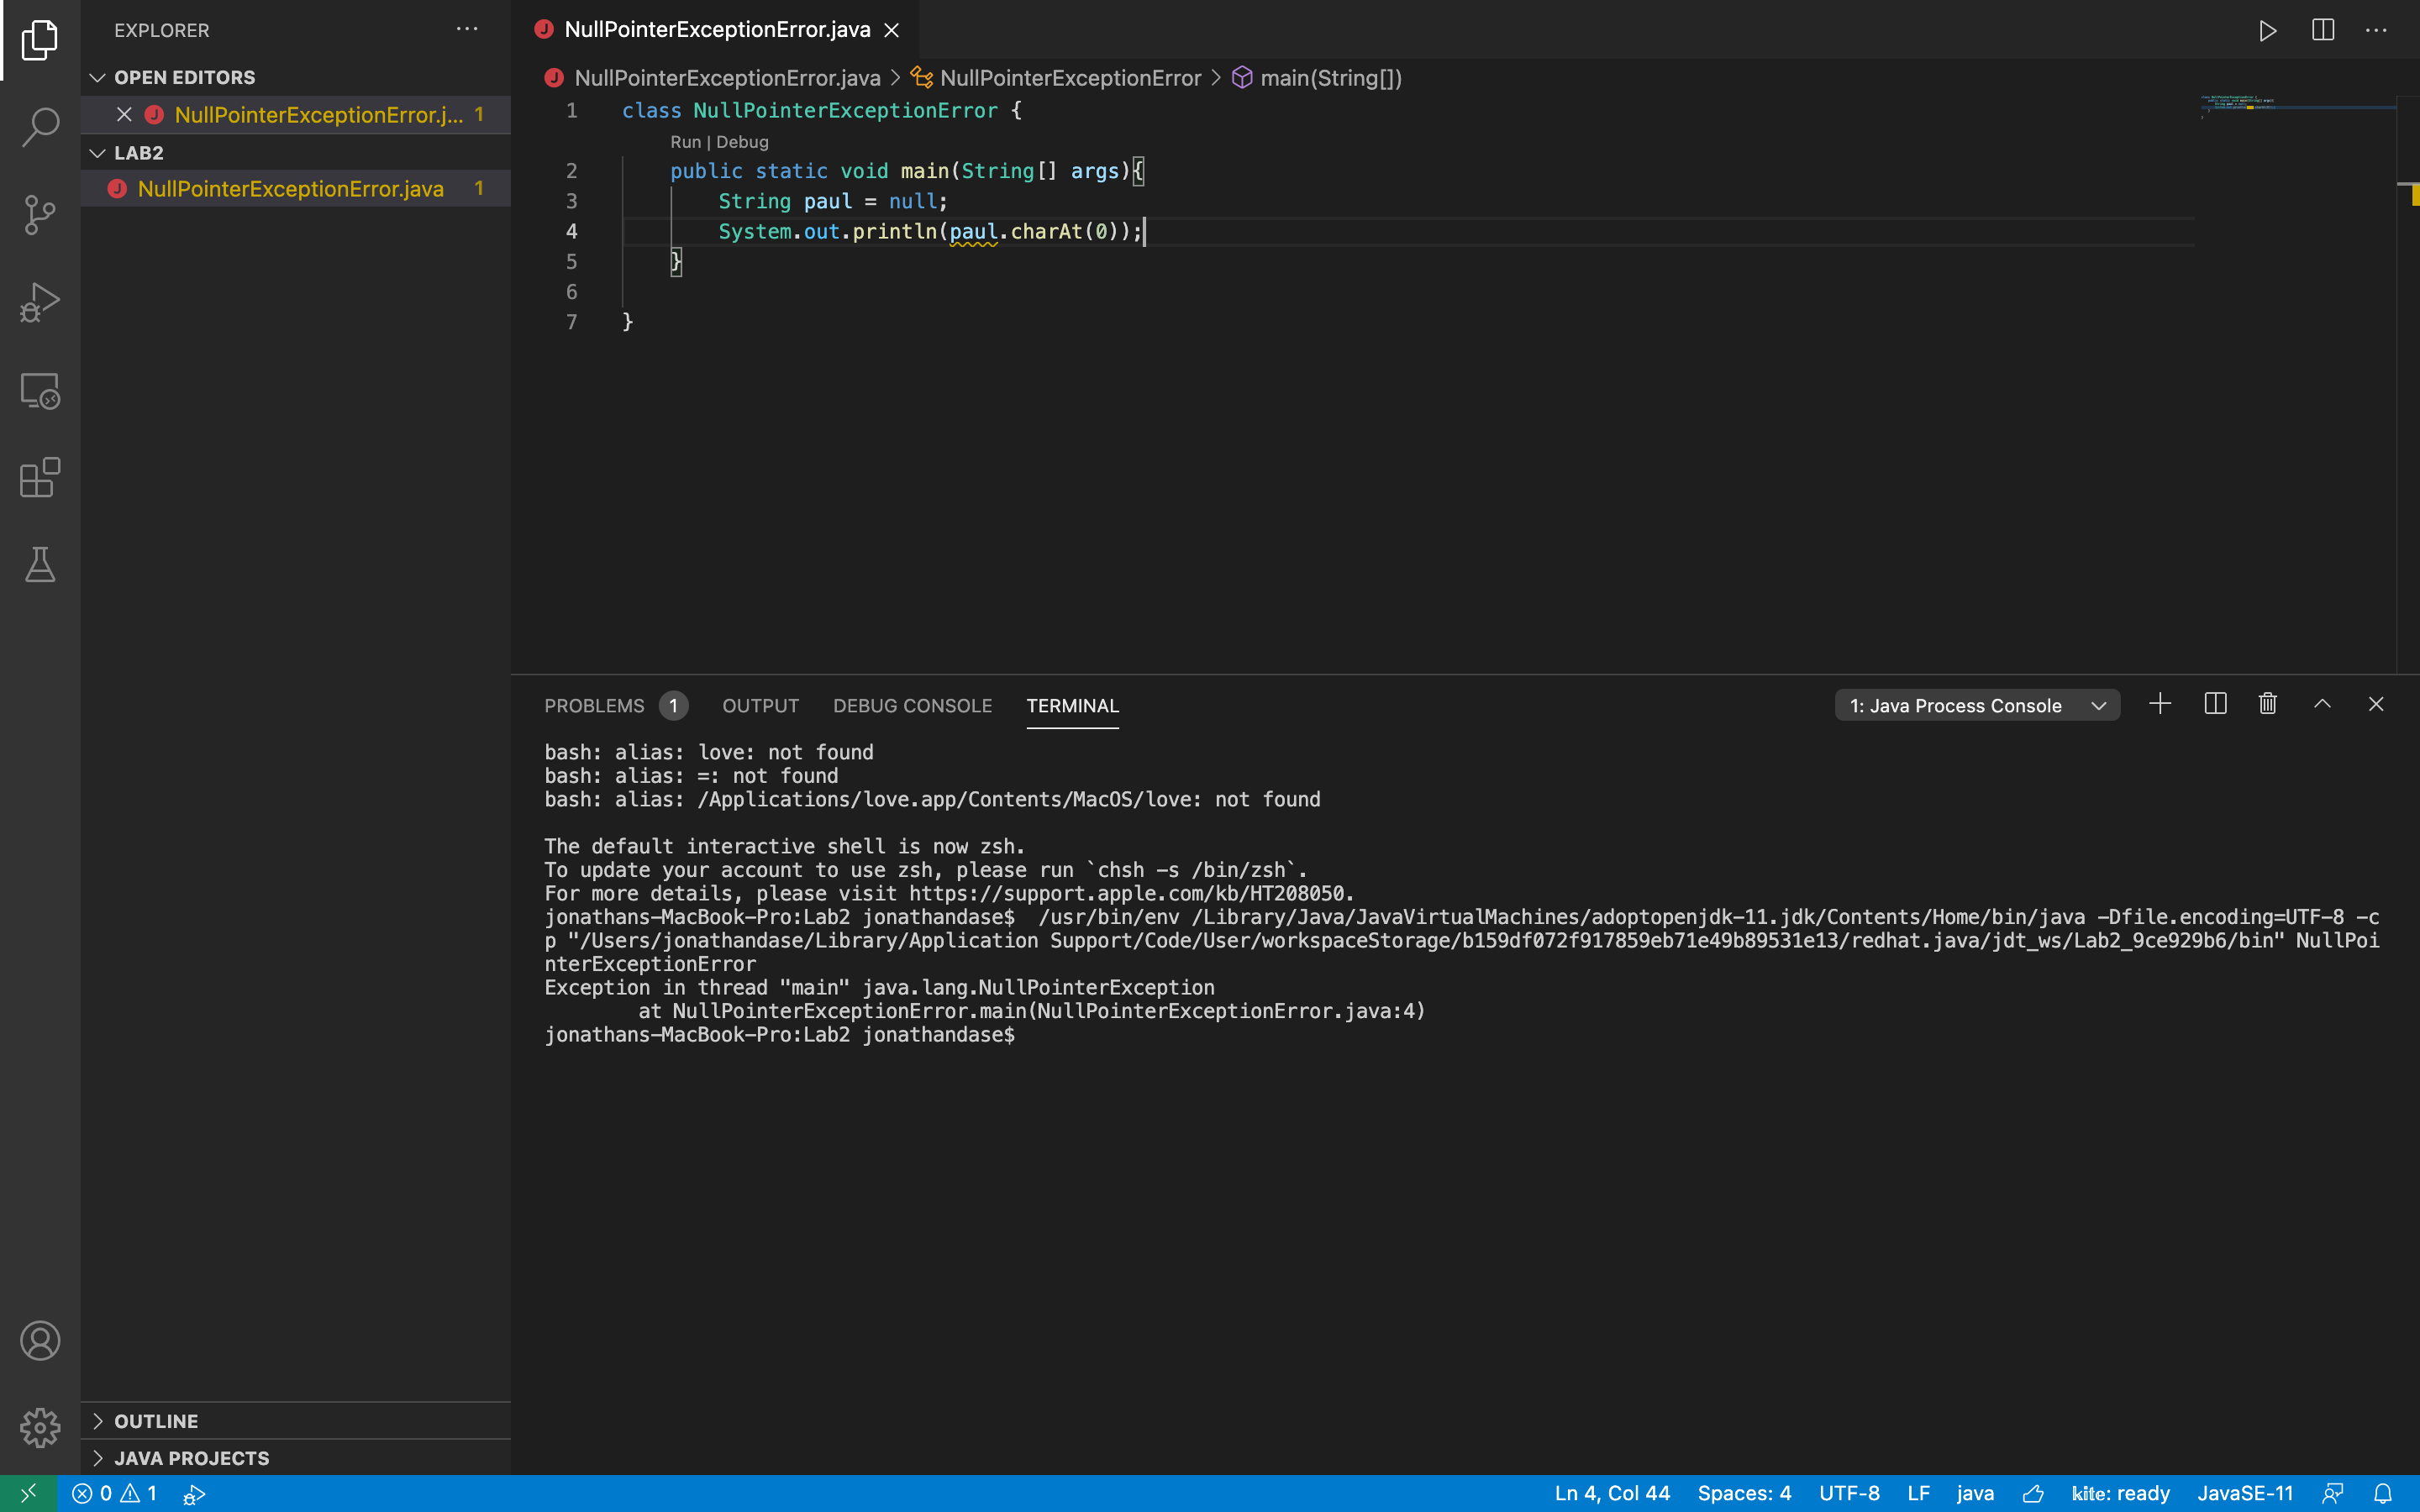 EXPLORER
OPEN EDITORS
NullPointerExceptionError.j... 1
LAB2
NullPointerExceptionError.java 1
OUTLINE
JAVA PROJECTS
NullPointerExceptionError.java
NullPointerExceptionError.java > NullPointerExceptionError > main(String[])
1 class NullPointerExceptionError {
Run | Debug
2 public static void main(String[] args){
3 String paul = null;
4 System.out.println(paul.charAt(0));
5 }
6
7 }
PROBLEMS 1 OUTPUT DEBUG CONSOLE TERMINAL 1: Java Process Console
bash: alias: love: not found
bash: alias: =: not found
bash: alias: /Applications/love.app/Contents/MacOS/love: not found
The default interactive shell is now zsh.
To update your account to use zsh, please run `chsh -s /bin/zsh`.
For more details, please visit https://support.apple.com/kb/HT208050.
jonathans-MacBook-Pro:Lab2 jonathandase$  /usr/bin/env /Library/Java/JavaVirtualMachines/adoptopenjdk-11.jdk/Contents/Home/bin/java -Dfile.encoding=UTF-8 -c
p "/Users/jonathandase/Library/Application Support/Code/User/workspaceStorage/b159df072f917859eb71e49b89531e13/redhat.java/jdt_ws/Lab2_9ce929b6/bin" NullPoi
nterExceptionError
Exception in thread "main" java.lang.NullPointerException
at NullPointerExceptionError.main(NullPointerExceptionError.java:4)
jonathans-MacBook-Pro:Lab2 jonathandase$
0 1 Ln 4, Col 44 Spaces: 4 UTF-8 LF java kite: ready JavaSE-11